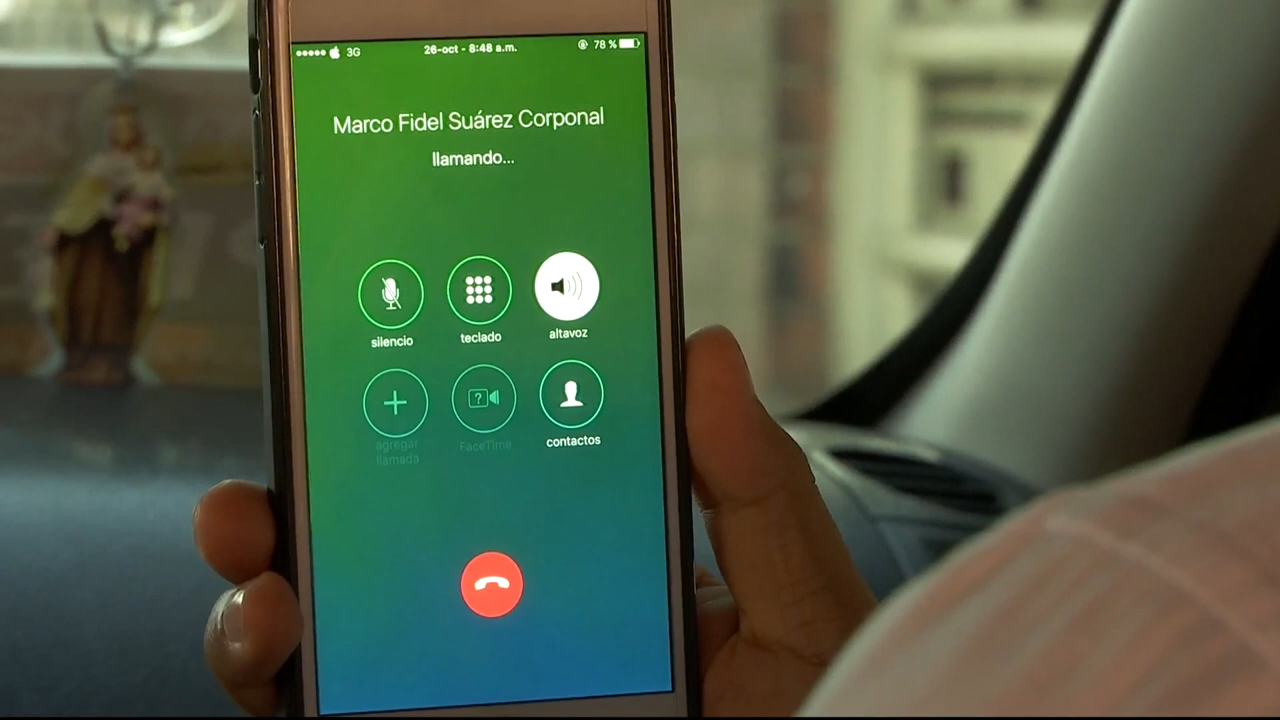 3G 26-oct - 8:48 a.m. 78 %
Marco Fidel Suárez Corponal
llamando...
silencio teclado altavoz
agregar llamada FaceTime contactos